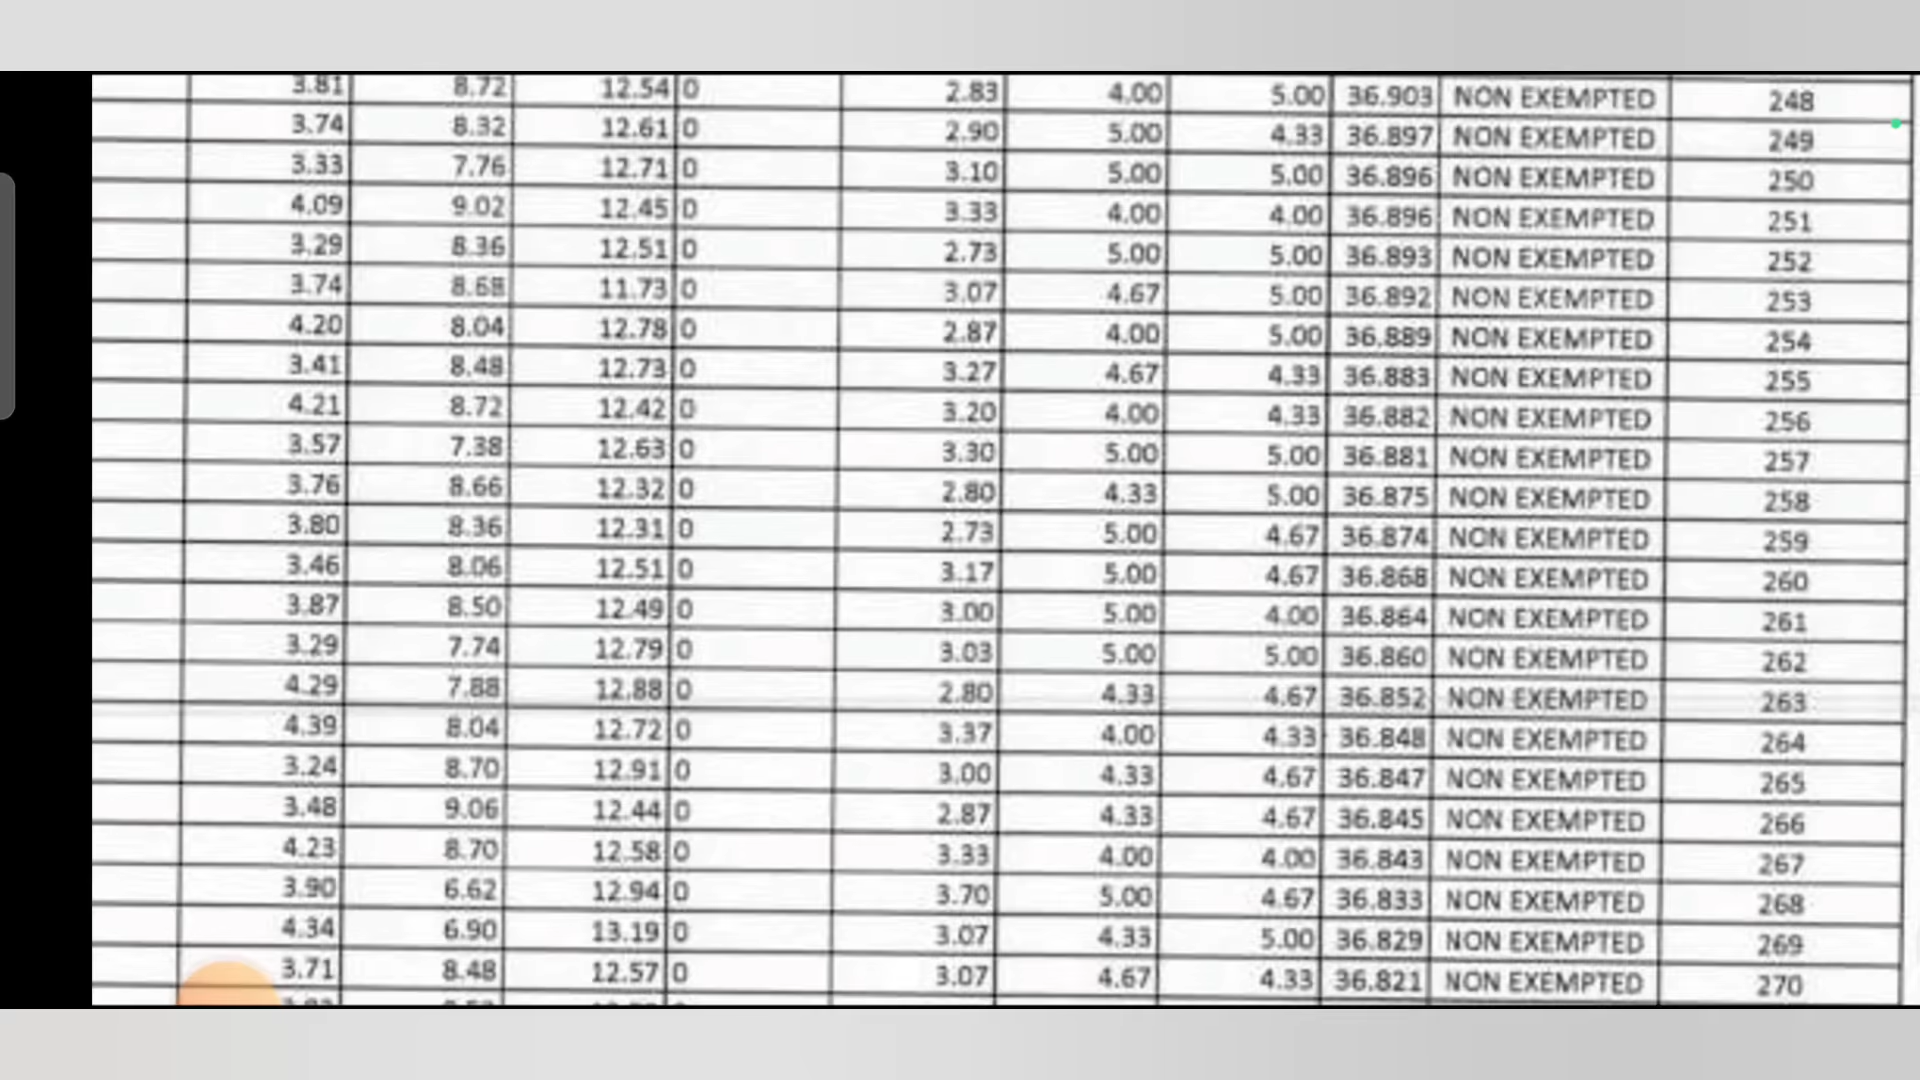 3.81 8.72 12.54 0 2.83 4.00 5.00 36.903 NON EXEMPTED 248
3.74 8.32 12.61 0 2.90 5.00 4.33 36.897 NON EXEMPTED 249
3.33 7.76 12.71 0 3.10 5.00 5.00 36.896 NON EXEMPTED 250
4.09 9.02 12.45 0 3.33 4.00 4.00 36.896 NON EXEMPTED 251
3.29 8.36 12.51 0 2.73 5.00 5.00 36.893 NON EXEMPTED 252
3.74 8.68 11.73 0 3.07 4.67 5.00 36.892 NON EXEMPTED 253
4.20 8.04 12.78 0 2.87 4.00 5.00 36.889 NON EXEMPTED 254
3.41 8.48 12.73 0 3.27 4.67 4.33 36.883 NON EXEMPTED 255
4.21 8.72 12.42 0 3.20 4.00 4.33 36.882 NON EXEMPTED 256
3.57 7.38 12.63 0 3.30 5.00 5.00 36.881 NON EXEMPTED 257
3.76 8.66 12.32 0 2.80 4.33 5.00 36.875 NON EXEMPTED 258
3.80 8.36 12.31 0 2.73 5.00 4.67 36.874 NON EXEMPTED 259
3.46 8.06 12.51 0 3.17 5.00 4.67 36.868 NON EXEMPTED 260
3.87 8.50 12.49 0 3.00 5.00 4.00 36.864 NON EXEMPTED 261
3.29 7.74 12.79 0 3.03 5.00 5.00 36.860 NON EXEMPTED 262
4.29 7.88 12.88 0 2.80 4.33 4.67 36.852 NON EXEMPTED 263
4.39 8.04 12.72 0 3.37 4.00 4.33 36.848 NON EXEMPTED 264
3.24 8.70 12.91 0 3.00 4.33 4.67 36.847 NON EXEMPTED 265
3.48 9.06 12.44 0 2.87 4.33 4.67 36.845 NON EXEMPTED 266
4.23 8.70 12.58 0 3.33 4.00 4.00 36.843 NON EXEMPTED 267
3.90 6.62 12.94 0 3.70 5.00 4.67 36.833 NON EXEMPTED 268
4.34 6.90 13.19 0 3.07 4.33 5.00 36.829 NON EXEMPTED 269
3.71 8.48 12.57 0 3.07 4.67 4.33 36.821 NON EXEMPTED 270